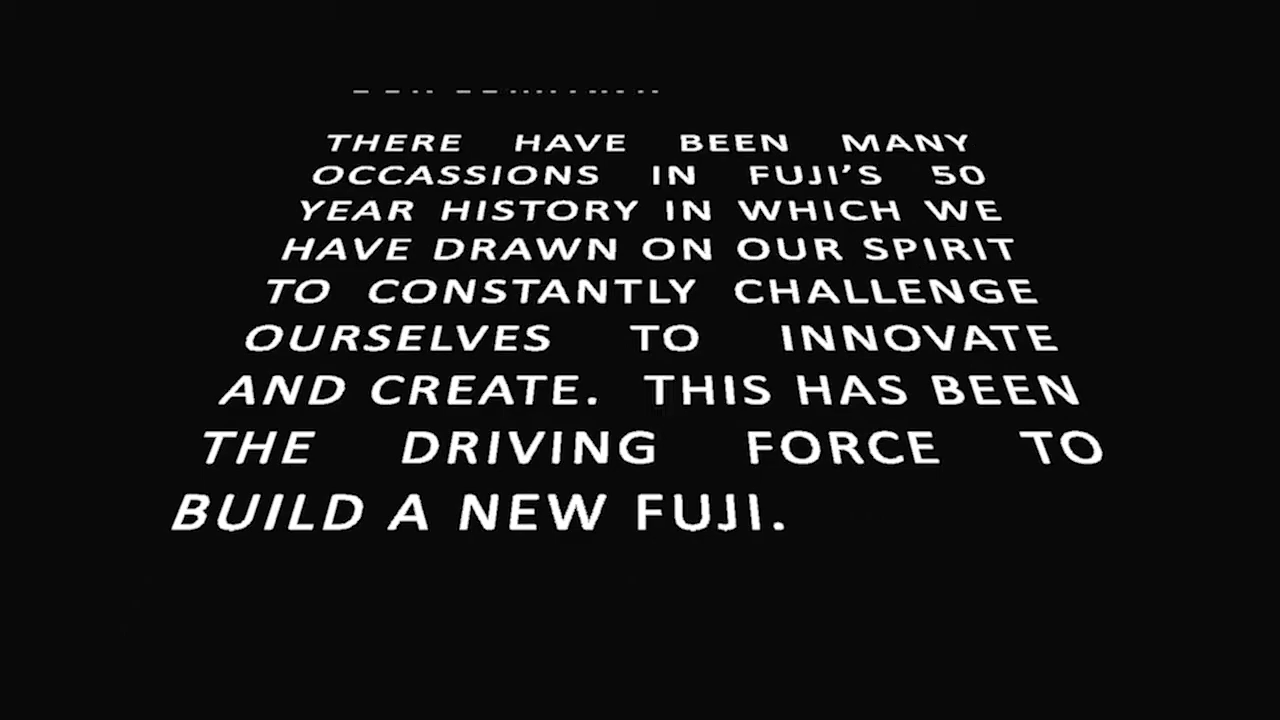 THERE HAVE BEEN MANY
OCCASSIONS IN FUJI'S 50
YEAR HISTORY IN WHICH WE
HAVE DRAWN ON OUR SPIRIT
TO CONSTANTLY CHALLENGE
OURSELVES TO INNOVATE
AND CREATE. THIS HAS BEEN
THE DRIVING FORCE TO
BUILD A NEW FUJI.